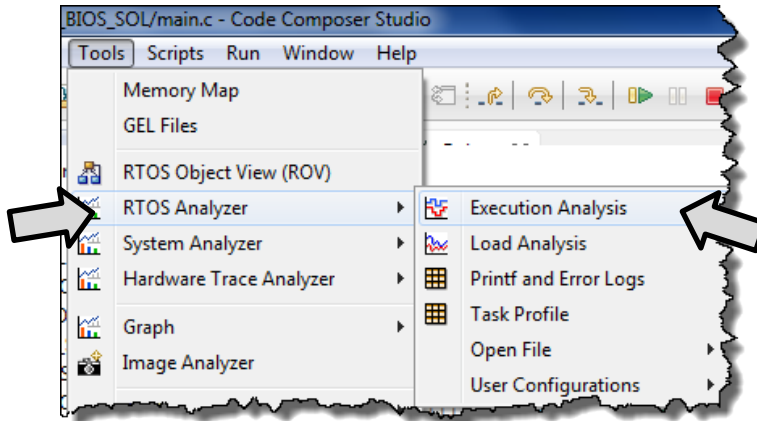 _BIOS_SOL/main.c - Code Composer Studio
Tools Scripts Run Window Help
Memory Map
GEL Files
RTOS Object View (ROV)
RTOS Analyzer
System Analyzer
Hardware Trace Analyzer
Graph
Image Analyzer
Execution Analysis
Load Analysis
Printf and Error Logs
Task Profile
Open File
User Configurations